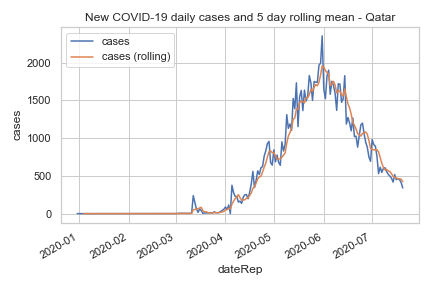 New COVID-19 daily cases and 5 day rolling mean - Qatar
cases
cases (rolling)
cases
2000
1500
1000
500
0
2020-01
2020-02
2020-03
2020-04
2020-05
2020-06
2020-07
dateRep